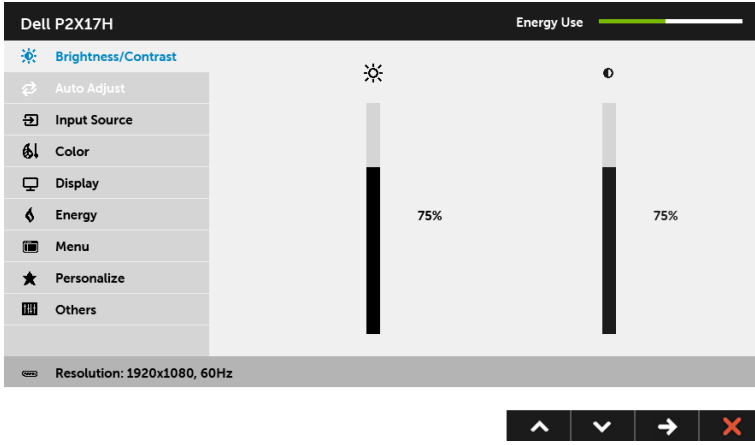 Dell P2X17H
Energy Use
Brightness/Contrast
Auto Adjust
Input Source
Color
Display
Energy
Menu
Personalize
Others
75%
75%
Resolution: 1920x1080, 60Hz